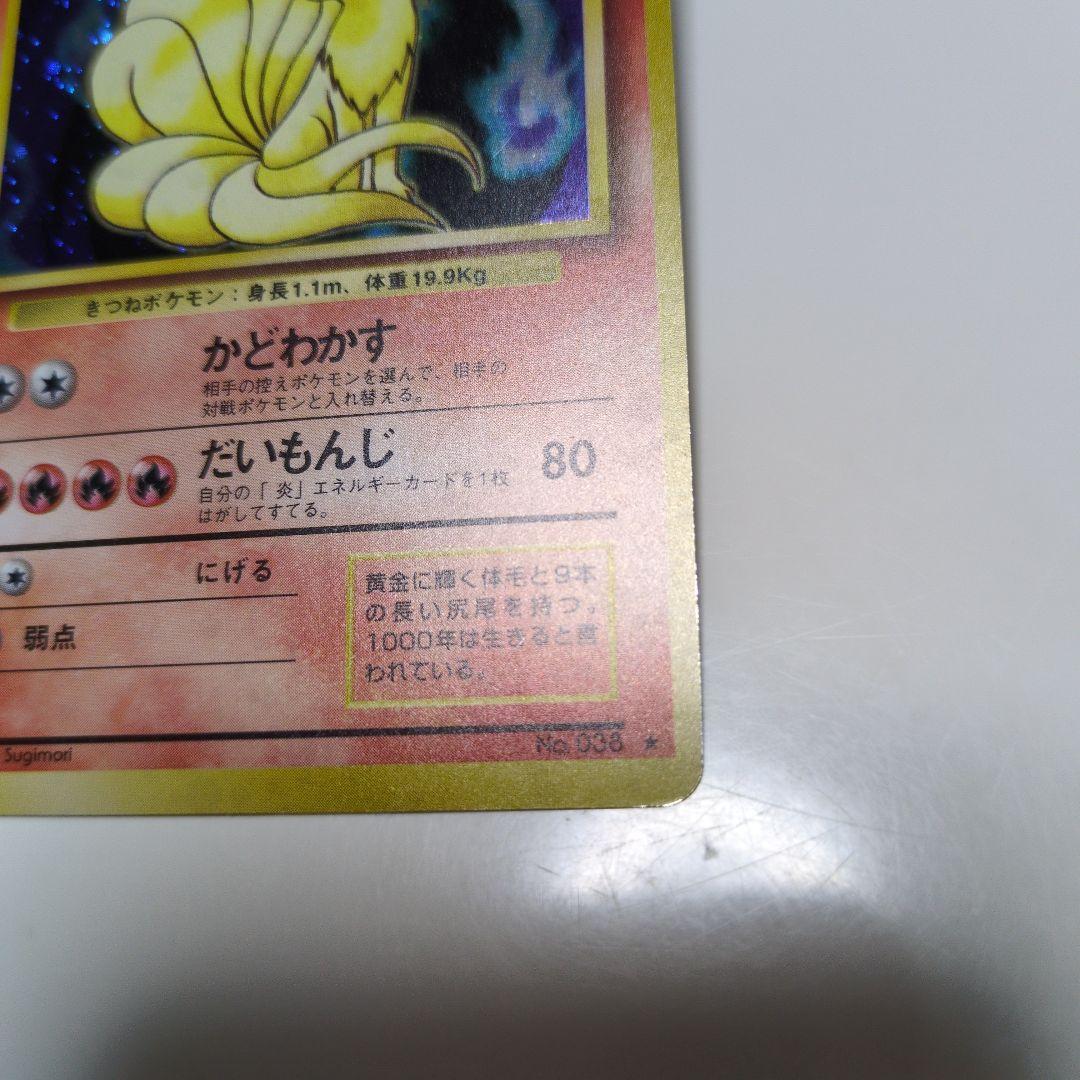 きつねポケモン：身長1.1m、体重19.9Kg
かどわかす
相手の控えポケモンを選んで、相手の
対戦ポケモンと入れ替える。
だいもんじ 80
自分の「 炎」エネルギーカードを1枚
はがしてすてる。
にげる
弱点
黄金に輝く体毛と9本
の長い尻尾を持つ。
1000年は生きると言
われている。
Sugimori
No.038 ★